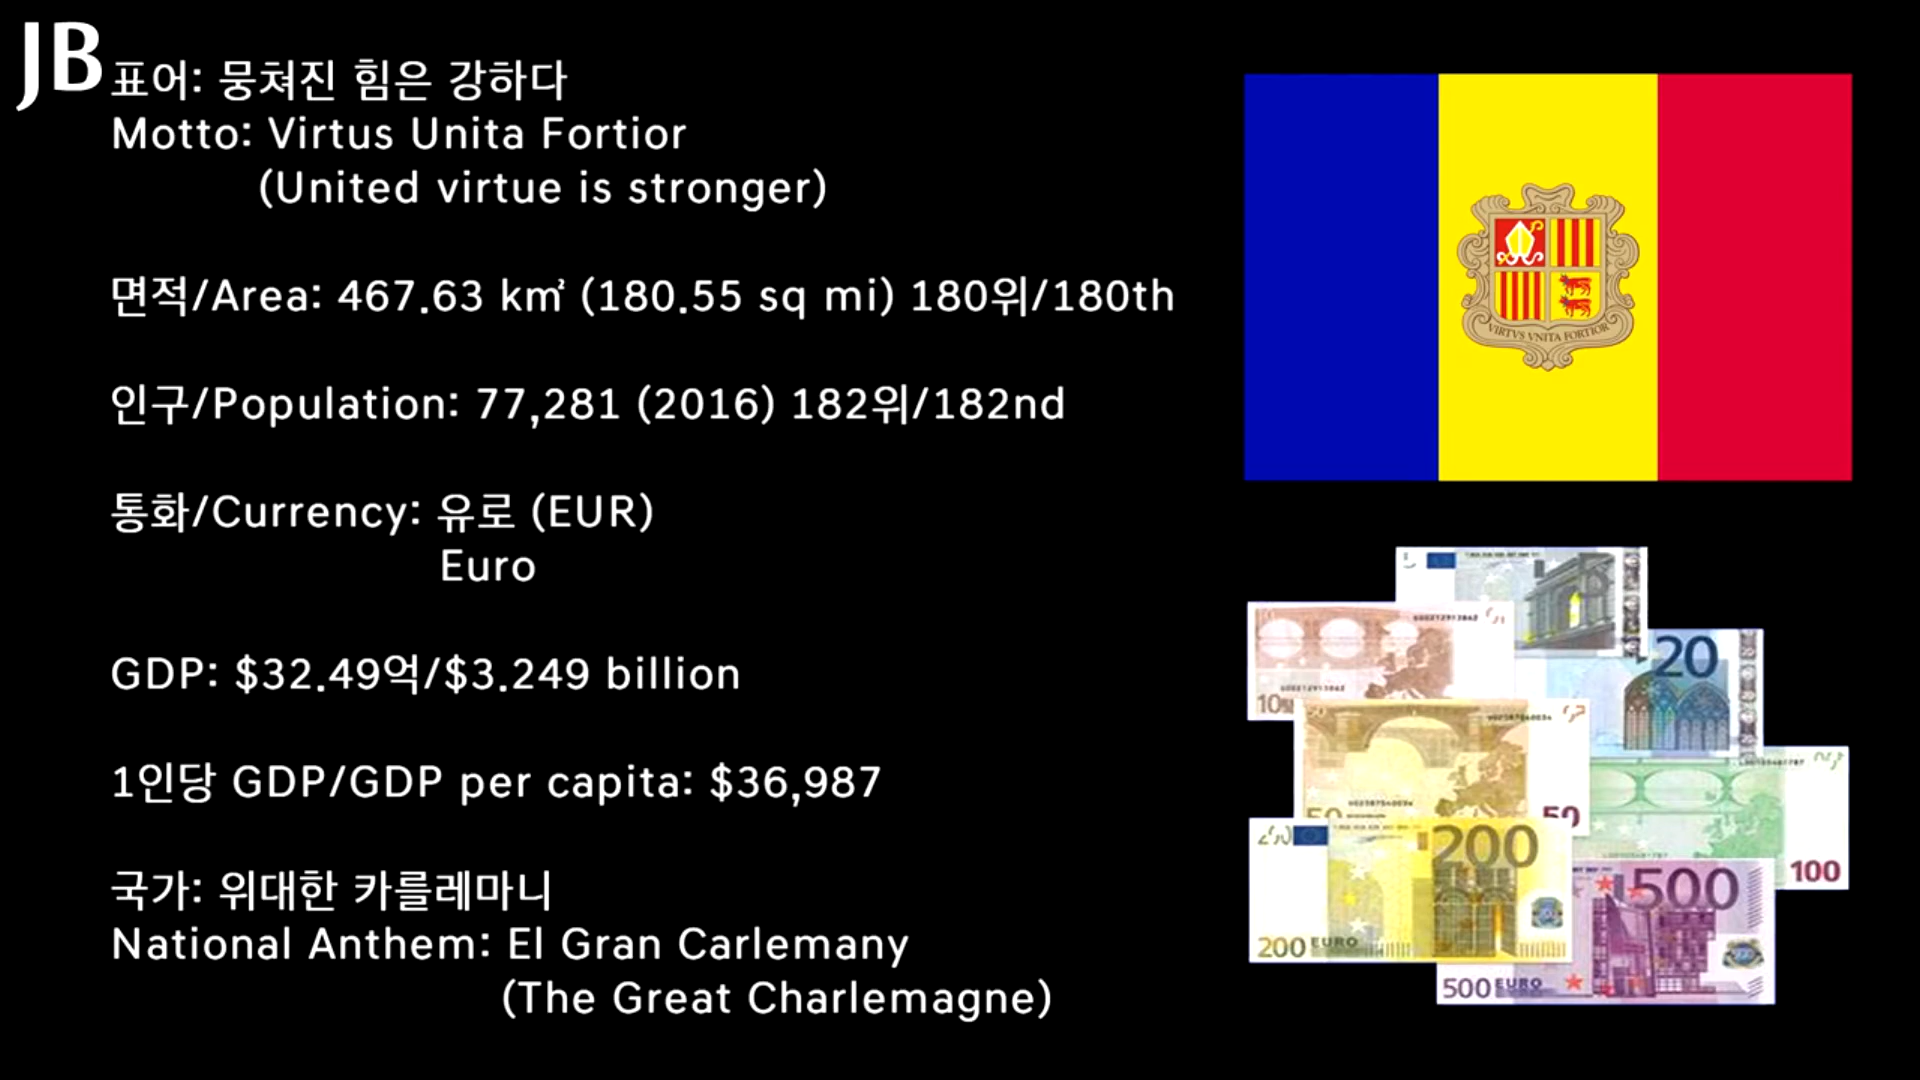 JB
표어: 뭉쳐진 힘은 강하다
Motto: Virtus Unita Fortior
(United virtue is stronger)
면적/Area: 467.63 ㎢ (180.55 sq mi) 180위/180th
인구/Population: 77,281 (2016) 182위/182nd
통화/Currency: 유로 (EUR)
Euro
GDP: $32.49억/$3.249 billion
1인당 GDP/GDP per capita: $36,987
국가: 위대한 카를레마니
National Anthem: El Gran Carlemany
(The Great Charlemagne)
VIRTVS VNITA FORTIOR
20
10
50
50
100
200
200 EURO
500
500 EURO